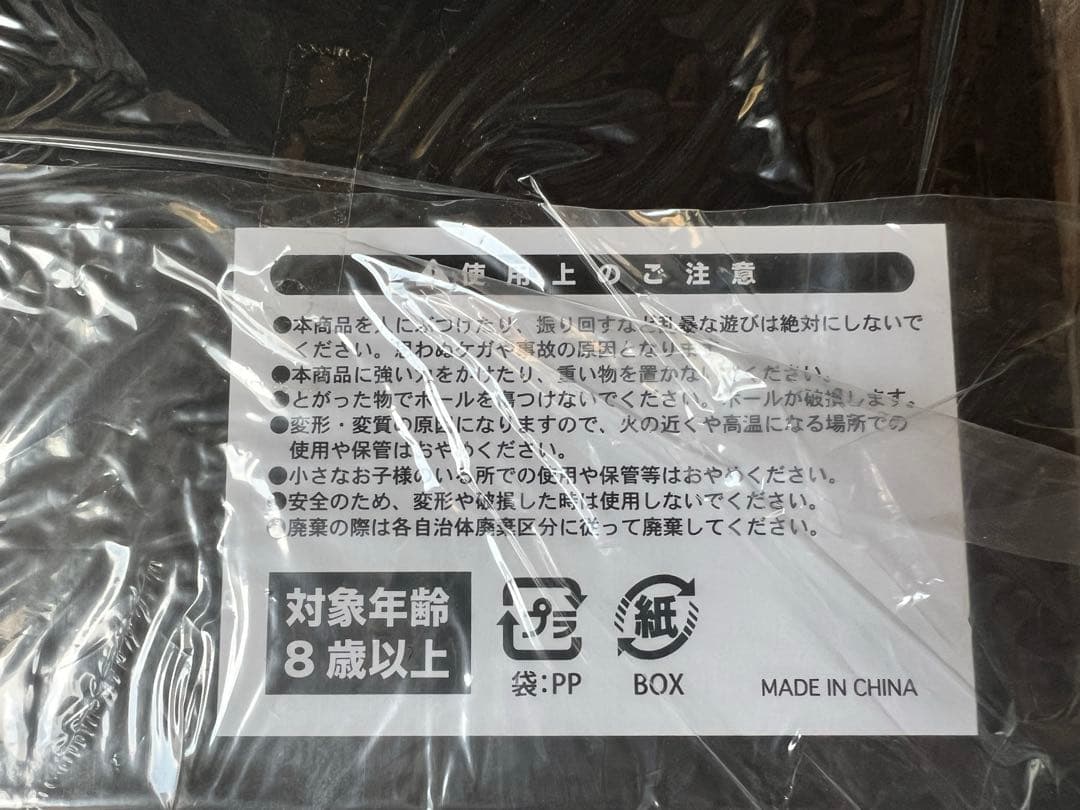 ⚠使用上のご注意
●本商品を人にぶつけたり、振り回すなど乱暴な遊びは絶対にしないで
ください。思わぬケガや事故の原因となります。
●本商品に強い力をかけたり、重い物を置かないでください。
●とがった物でボールを傷つけないでください。ボールが破損します。
●変形・変質の原因になりますので、火の近くや高温になる場所での
使用や保管はおやめください。
●小さなお子様のいる所での使用や保管等はおやめください。
●安全のため、変形や破損した時は使用しないでください。
●廃棄の際は各自治体廃棄区分に従って廃棄してください。
対象年齢
8歳以上
プラ
紙
袋:PP
BOX
MADE IN CHINA